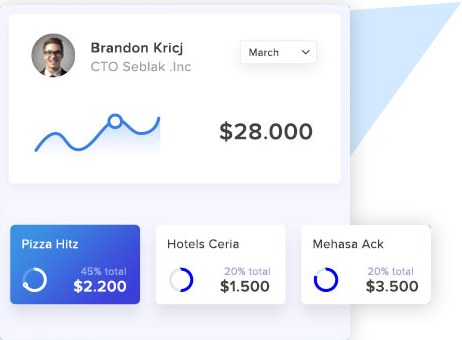 Brandon Kricj
CTO Seblak .Inc
March
$28.000
Pizza Hitz
45% total
$2.200
Hotels Ceria
20% total
$1.500
Mehasa Ack
20% total
$3.500